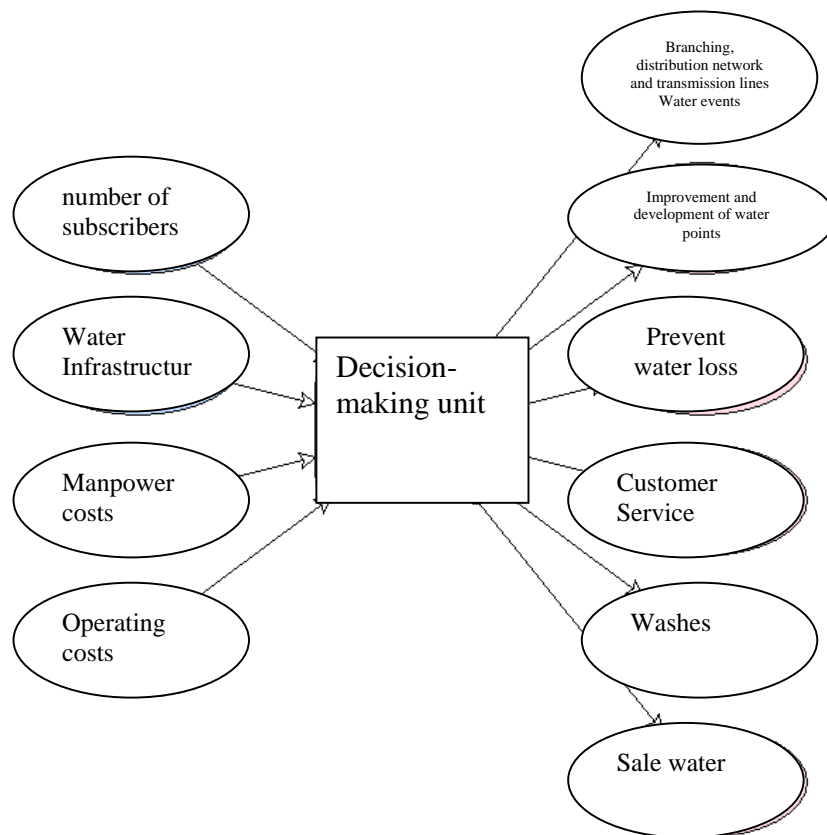 number of
subscribers
Water
Infrastructur
Manpower
costs
Operating
costs
Decision-
making unit
Branching,
distribution network
and transmission lines
Water events
Improvement and
development of water
points
Prevent
water loss
Customer
Service
Washes
Sale water